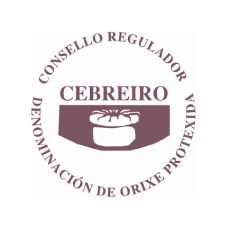 CONSELLO REGULADOR
CEBREIRO
DENOMINACIÓN DE ORIXE PROTEXIDA